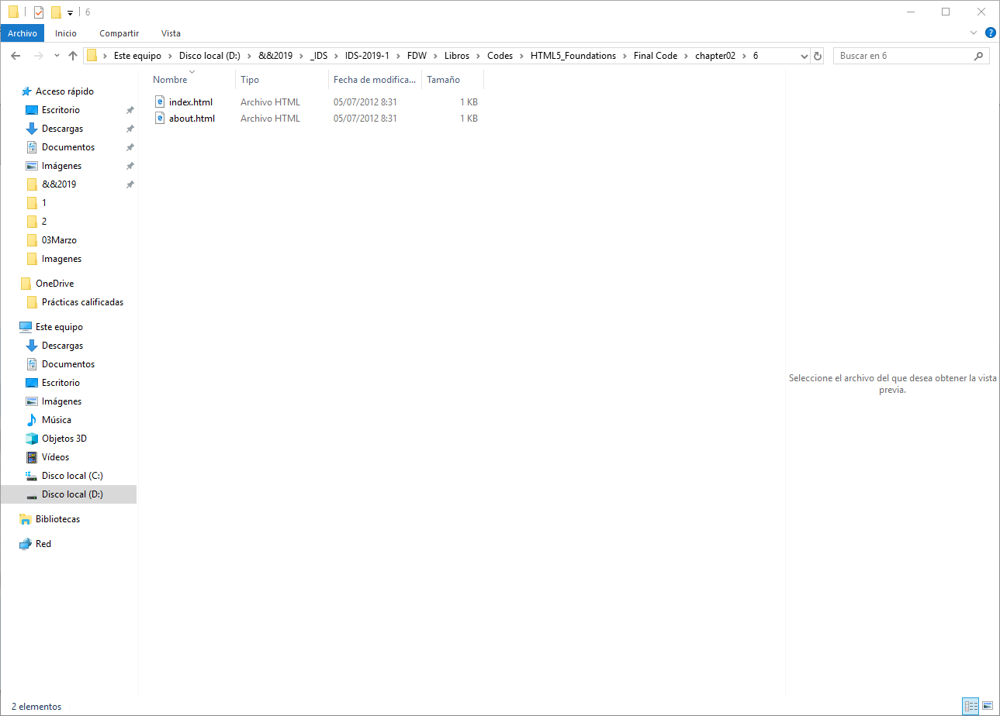 6
Archivo Inicio Compartir Vista
Este equipo > Disco local (D:) > &&2019 > _IDS > IDS-2019-1 > FDW > Libros > Codes > HTML5_Foundations > Final Code > chapter02 > 6
Buscar en 6
Acceso rápido
Escritorio
Descargas
Documentos
Imágenes
&&2019
1
2
03Marzo
Imagenes
OneDrive
Prácticas calificadas
Este equipo
Descargas
Documentos
Escritorio
Imágenes
Música
Objetos 3D
Vídeos
Disco local (C:)
Disco local (D:)
Bibliotecas
Red
Nombre Tipo Fecha de modifica... Tamaño
index.html Archivo HTML 05/07/2012 8:31 1 KB
about.html Archivo HTML 05/07/2012 8:31 1 KB
Seleccione el archivo del que desea obtener la vista
previa.
2 elementos